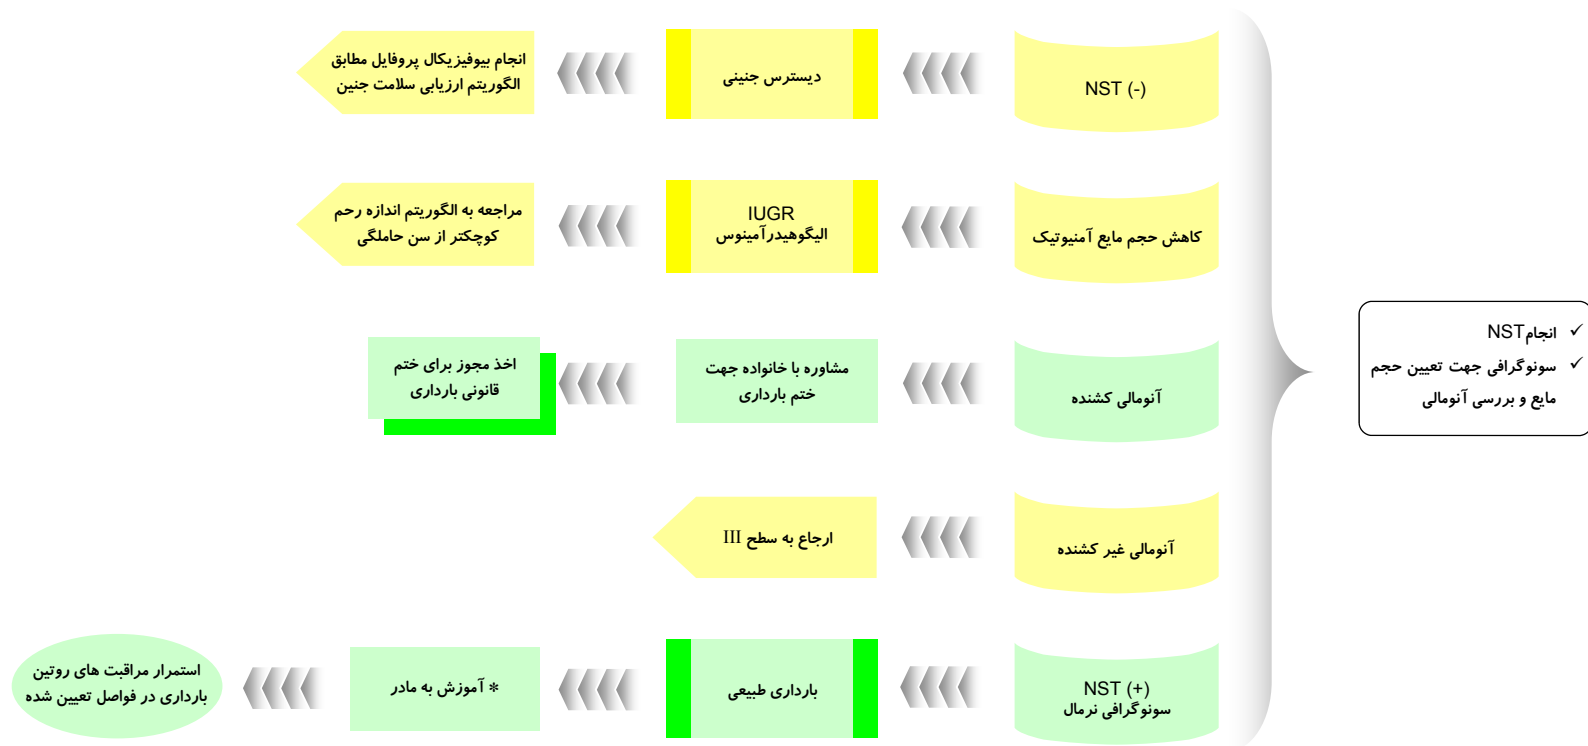 ✓ انجامNST
✓ سونوگرافی جهت تعیین حجم
مایع و بررسی آنومالی
NST (-)
دیسترس جنینی
انجام بیوفیزیکال پروفایل مطابق
الگوریتم ارزیابی سلامت جنین
کاهش حجم مایع آمنیوتیک
IUGR
الیگوهیدرآمینوس
مراجعه به الگوریتم اندازه رحم
کوچکتر از سن حاملگی
آنومالی کشنده
مشاوره با خانواده جهت
ختم بارداری
اخذ مجوز برای ختم
قانونی بارداری
آنومالی غیر کشنده
ارجاع به سطح III
NST (+)
سونوگرافی نرمال
بارداری طبیعی
* آموزش به مادر
استمرار مراقبت های روتین
بارداری در فواصل تعیین شده